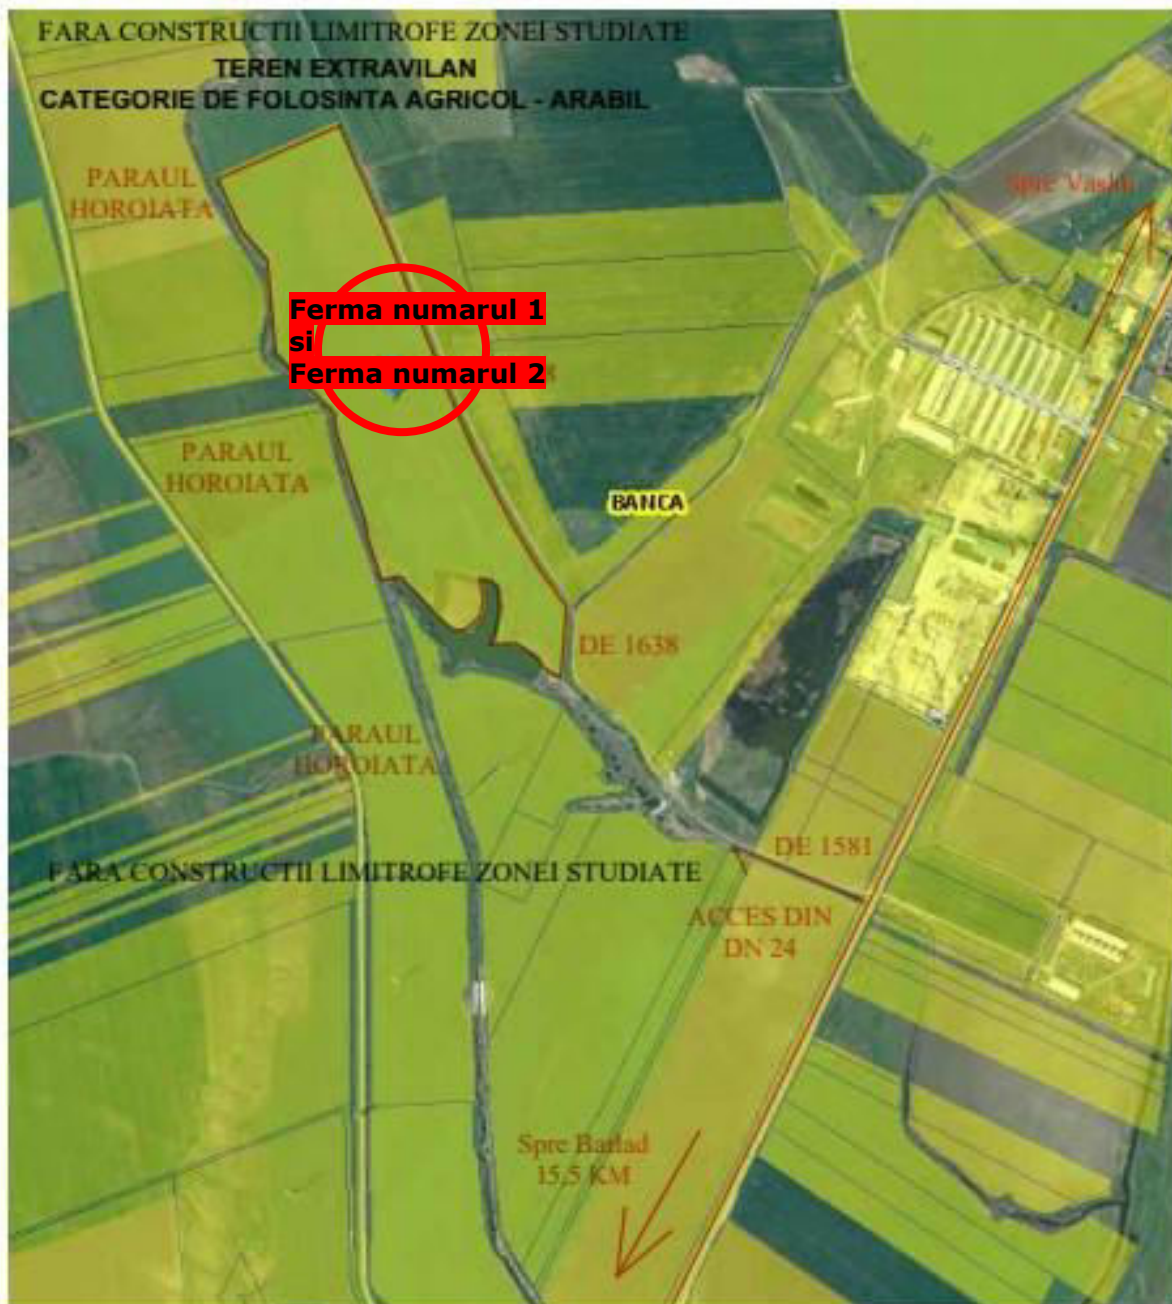 FARA CONSTRUCTII LIMITROFE ZONEI STUDIATE
TEREN EXTRAVILAN
CATEGORIE DE FOLOSINTA AGRICOL - ARABIL
PARAUL
HOROIATA
Spre Vaslui
Ferma numarul 1
si
Ferma numarul 2
PARAUL
HOROIATA
BANCA
DE 1638
PARAUL
HOROIATA
DE 1581
FARA CONSTRUCTII LIMITROFE ZONEI STUDIATE
ACCES DIN
DN 24
Spre Barlad
15,5 KM